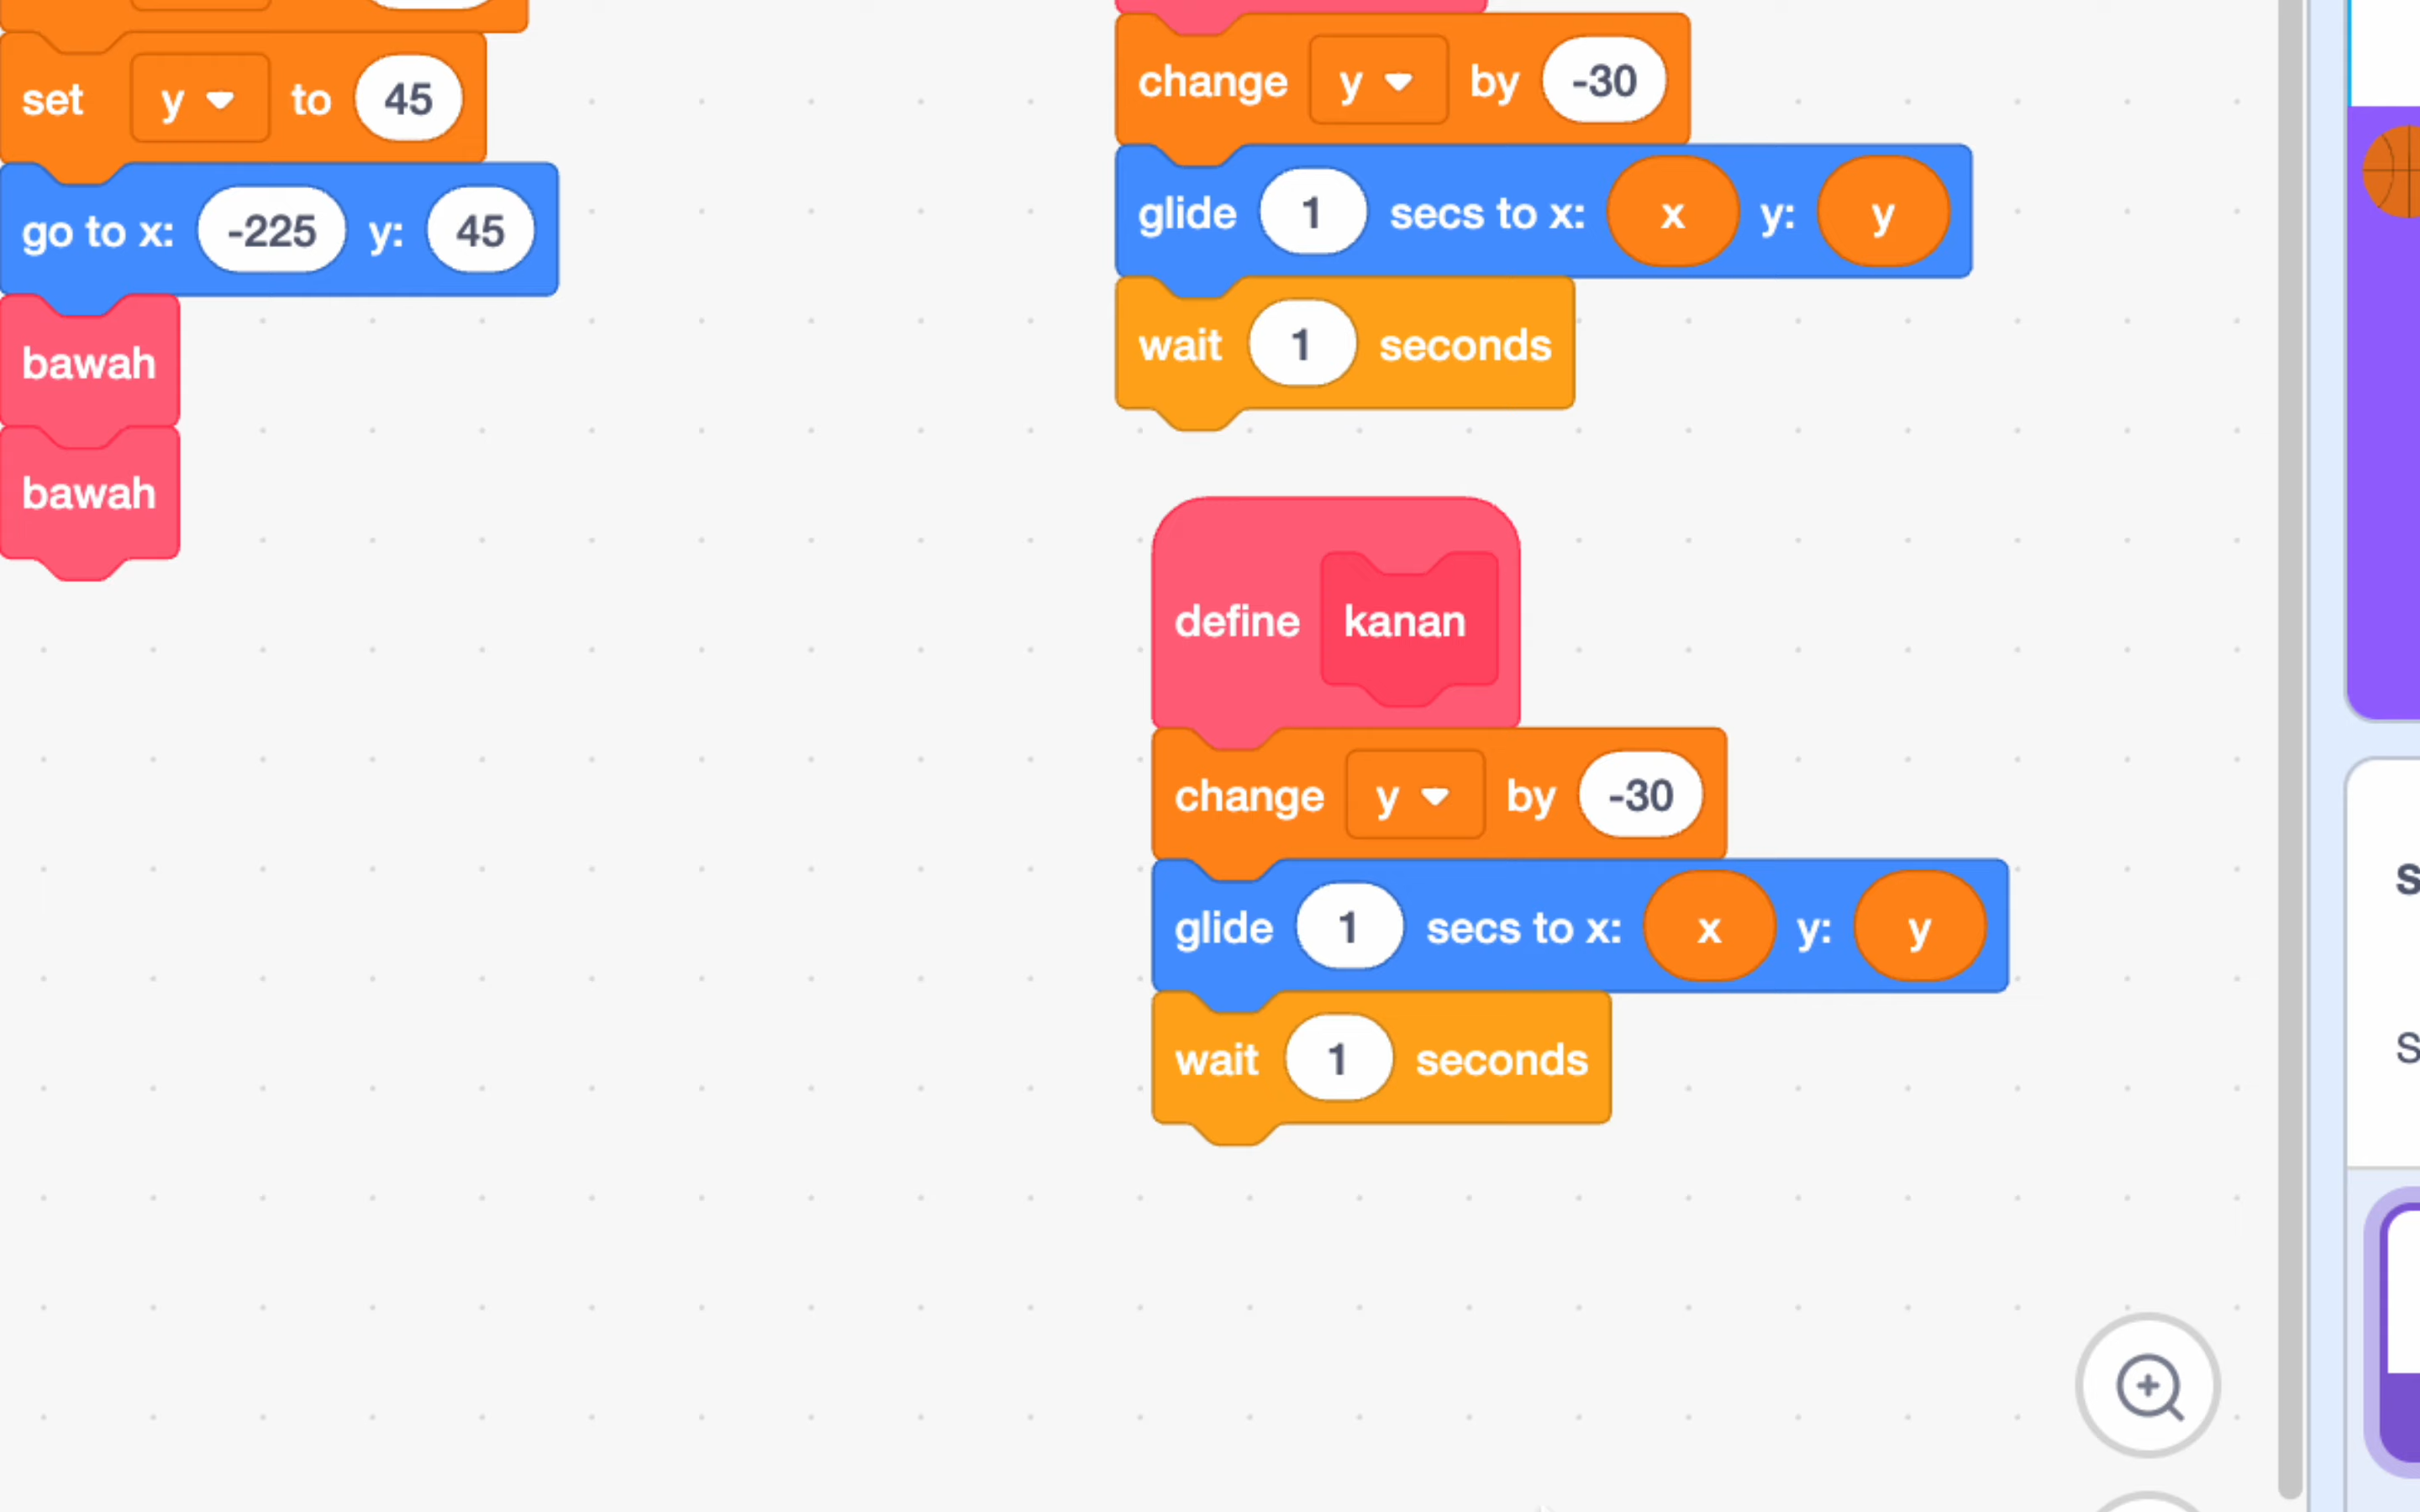 set y to 45
go to x: -225 y: 45
bawah
bawah
change y by -30
glide 1 secs to x: x y: y
wait 1 seconds
define kanan
change y by -30
glide 1 secs to x: x y: y
wait 1 seconds